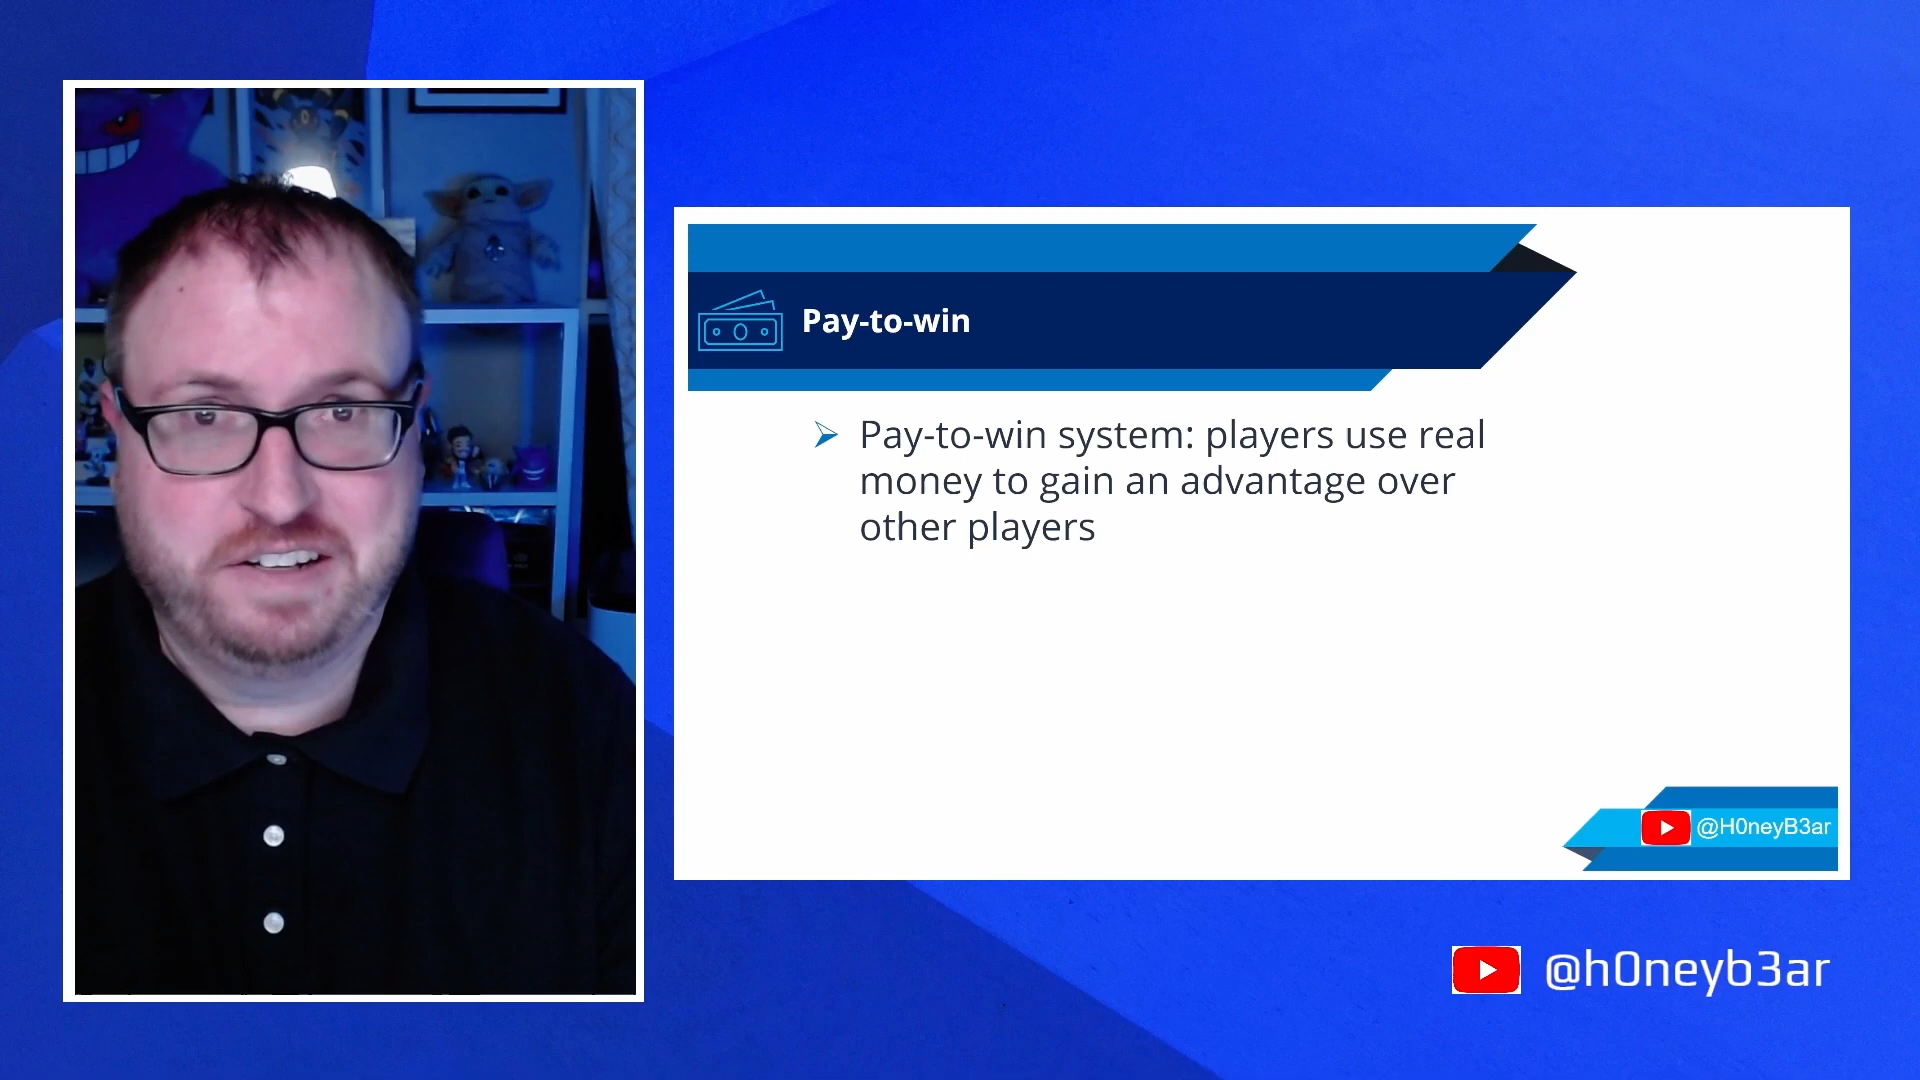 Pay-to-win
Pay-to-win system: players use real
money to gain an advantage over
other players
@H0neyB3ar
@h0neyb3ar